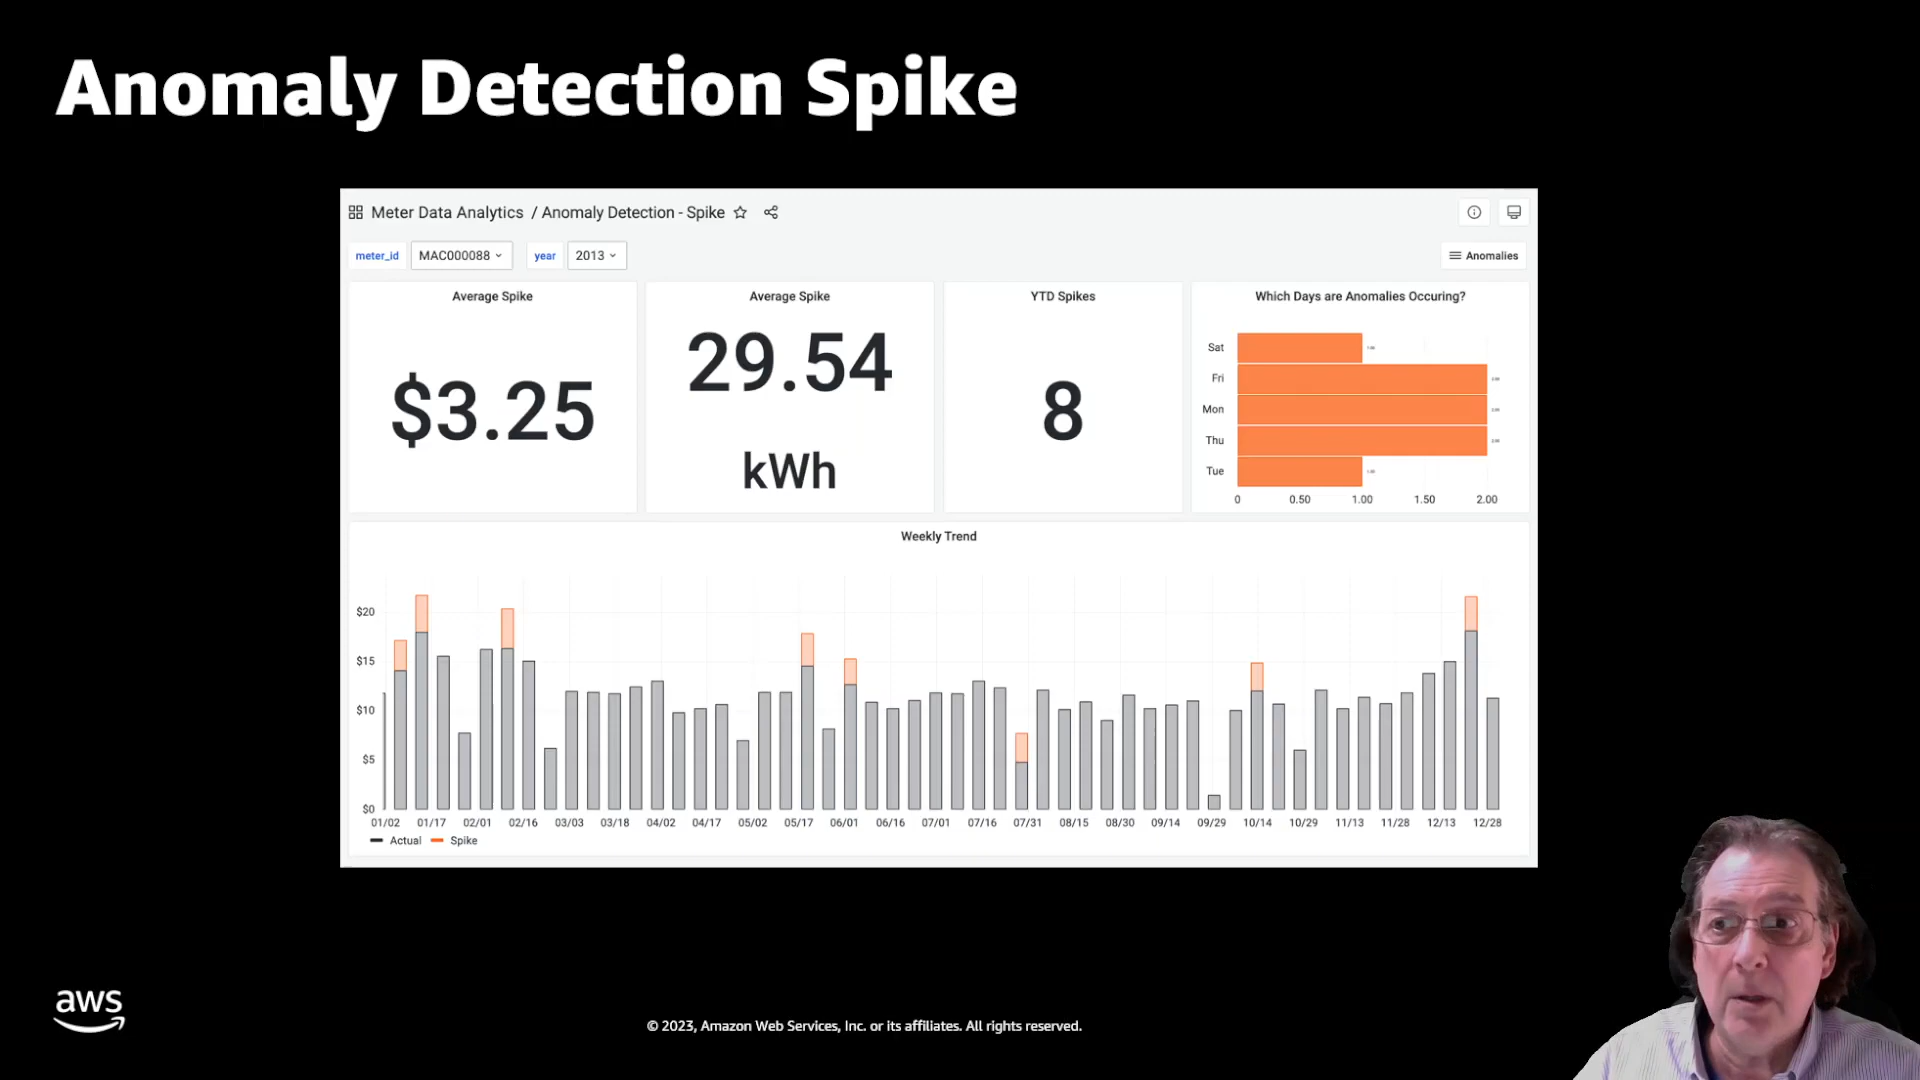 Anomaly Detection Spike
Meter Data Analytics / Anomaly Detection - Spike
meter_id MAC000088 year 2013 Anomalies
Average Spike
$3.25
Average Spike
29.54
kWh
YTD Spikes
8
Which Days are Anomalies Occuring?
Sat
Fri
Mon
Thu
Tue
0 0.50 1.00 1.50 2.00
Weekly Trend
$20
$15
$10
$5
$0
01/02 01/17 02/01 02/16 03/03 03/18 04/02 04/17 05/02 05/17 06/01 06/16 07/01 07/16 07/31 08/15 08/30 09/14 09/29 10/14 10/29 11/13 11/28 12/13 12/28
Actual Spike
aws
© 2023, Amazon Web Services, Inc. or its affiliates. All rights reserved.